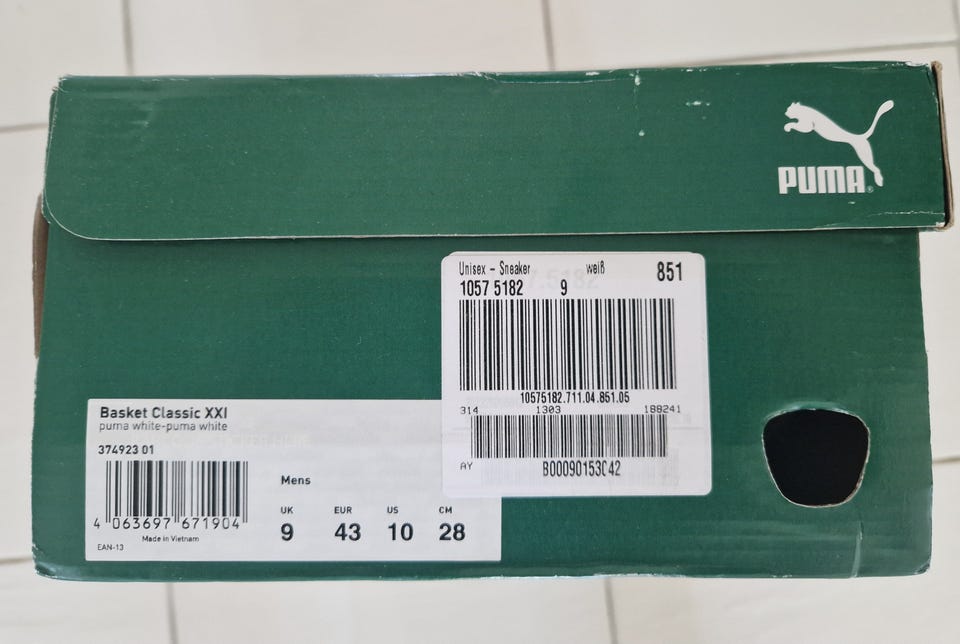 PUMA®
Unisex - Sneaker weiß 851
1057 5182 9
10575182.711.04.851.05
314 1303 188241
AY B00090153042
Basket Classic XXI
puma white-puma white
374923 01
4 063697 671904
Made in Vietnam
EAN-13
Mens
UK EUR US CM
9 43 10 28